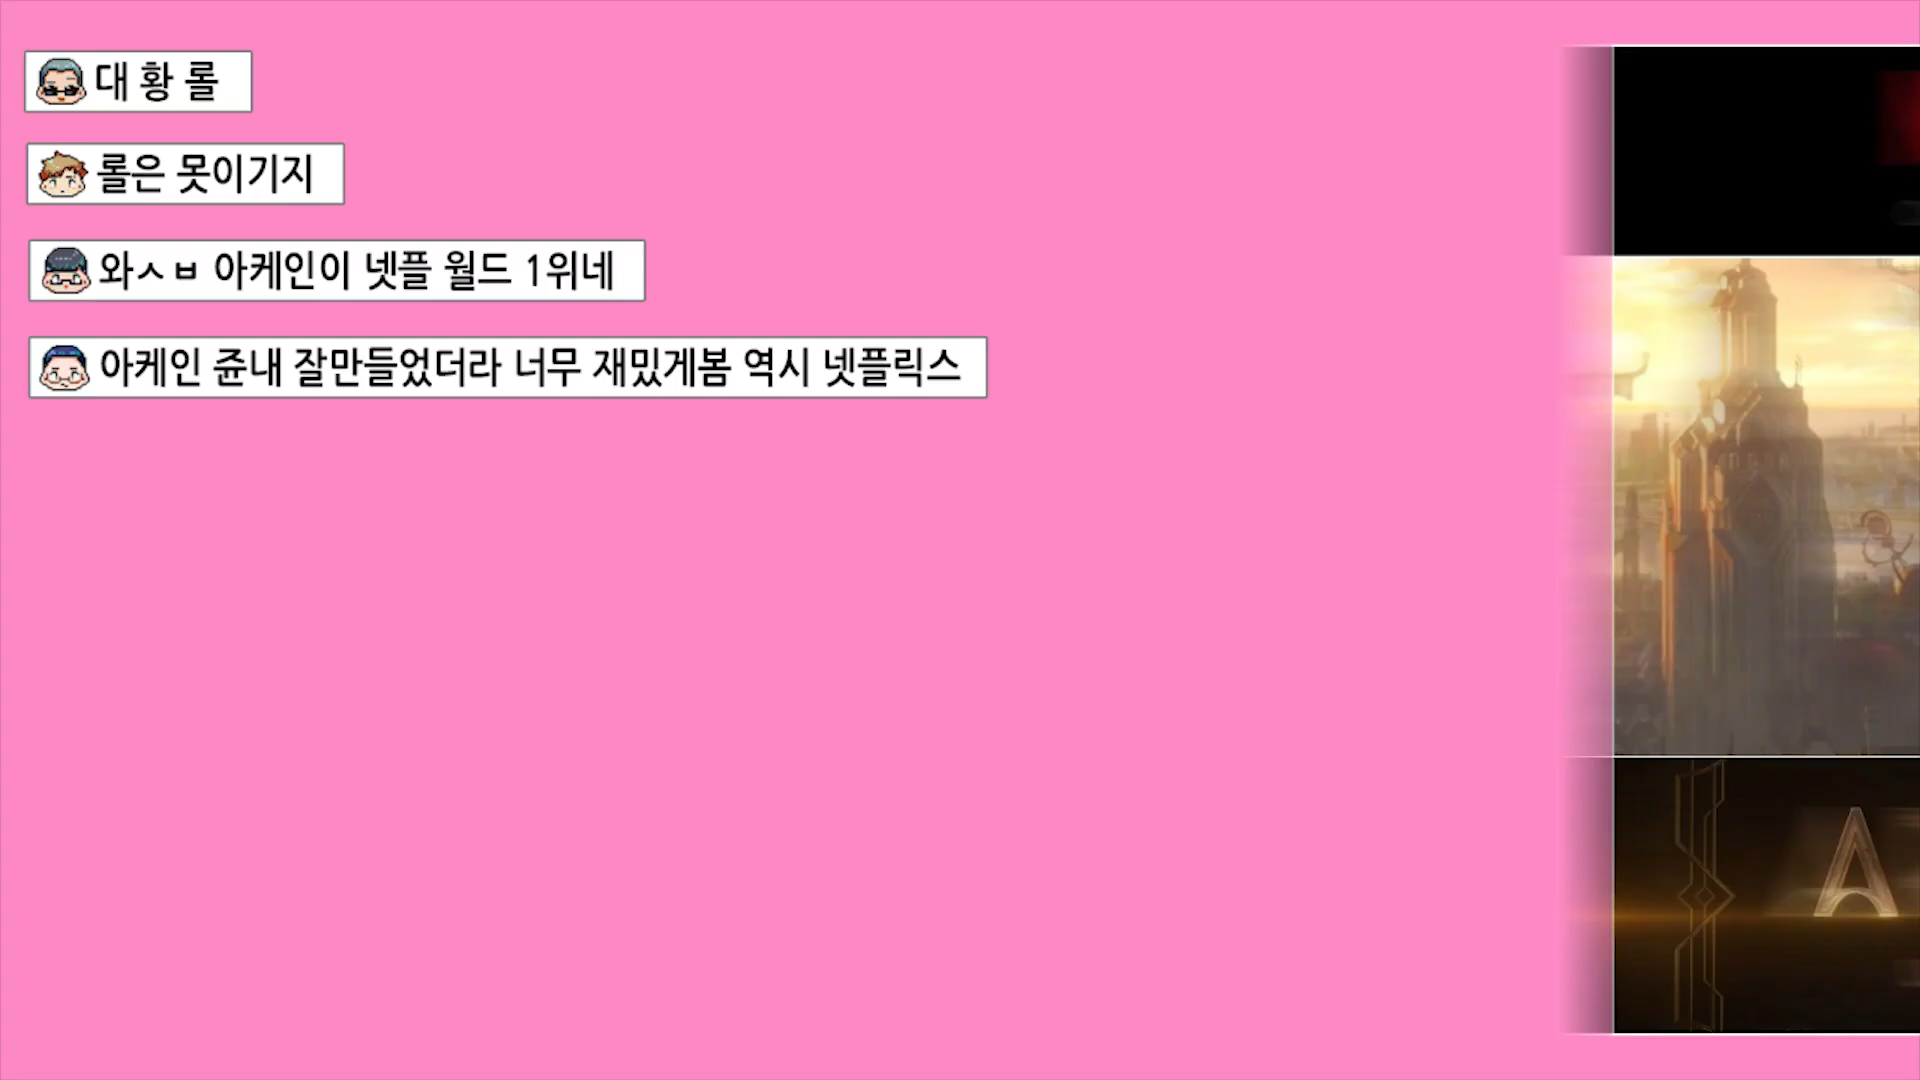 대 황 롤
롤은 못이기지
와ㅅㅂ 아케인이 넷플 월드 1위네
아케인 쥰내 잘만들었더라 너무 재밌게봄 역시 넷플릭스
A